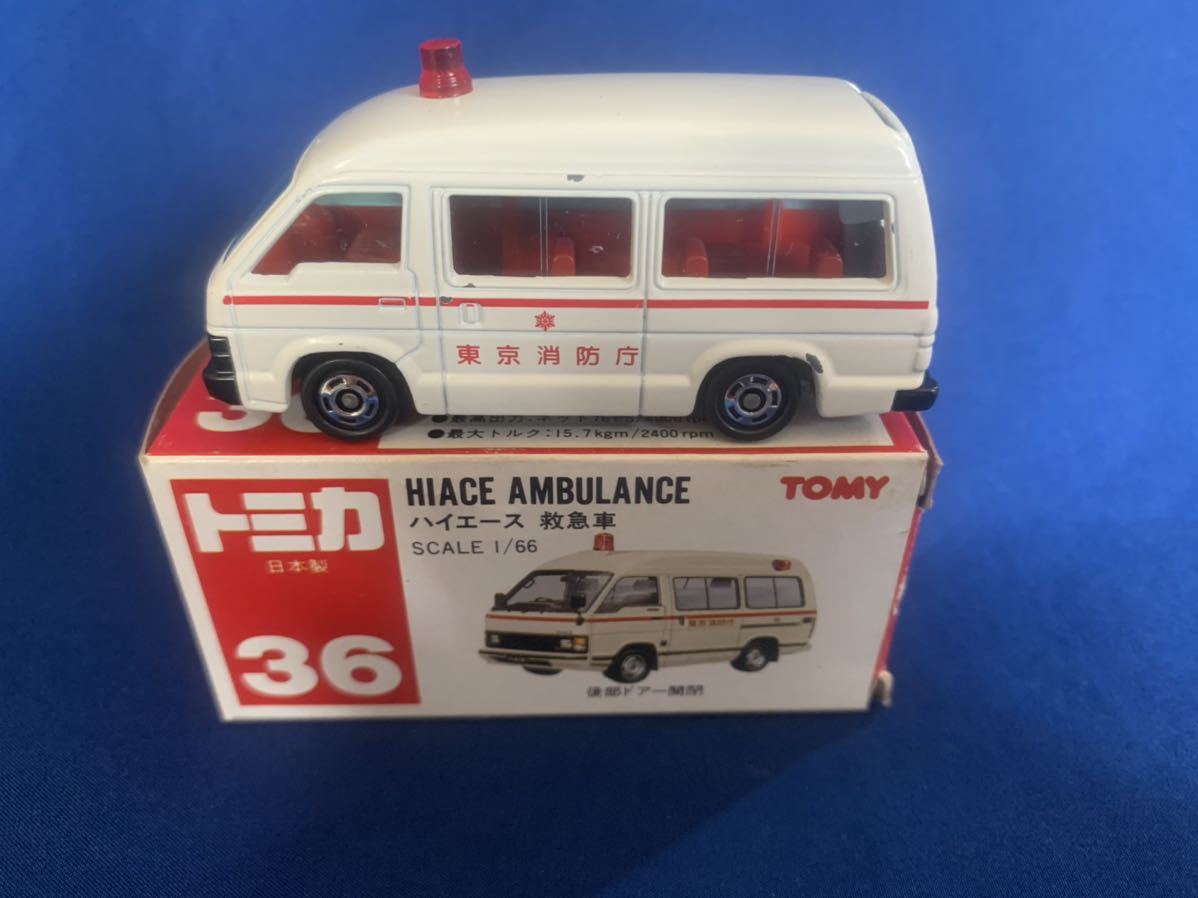 東京消防庁
●最大トルク:15.7kgm/2400rpm
トミカ
日本製
36
HIACE AMBULANCE
ハイエース 救急車
SCALE 1/66
TOMY
東京消防庁
後部ドアー開閉